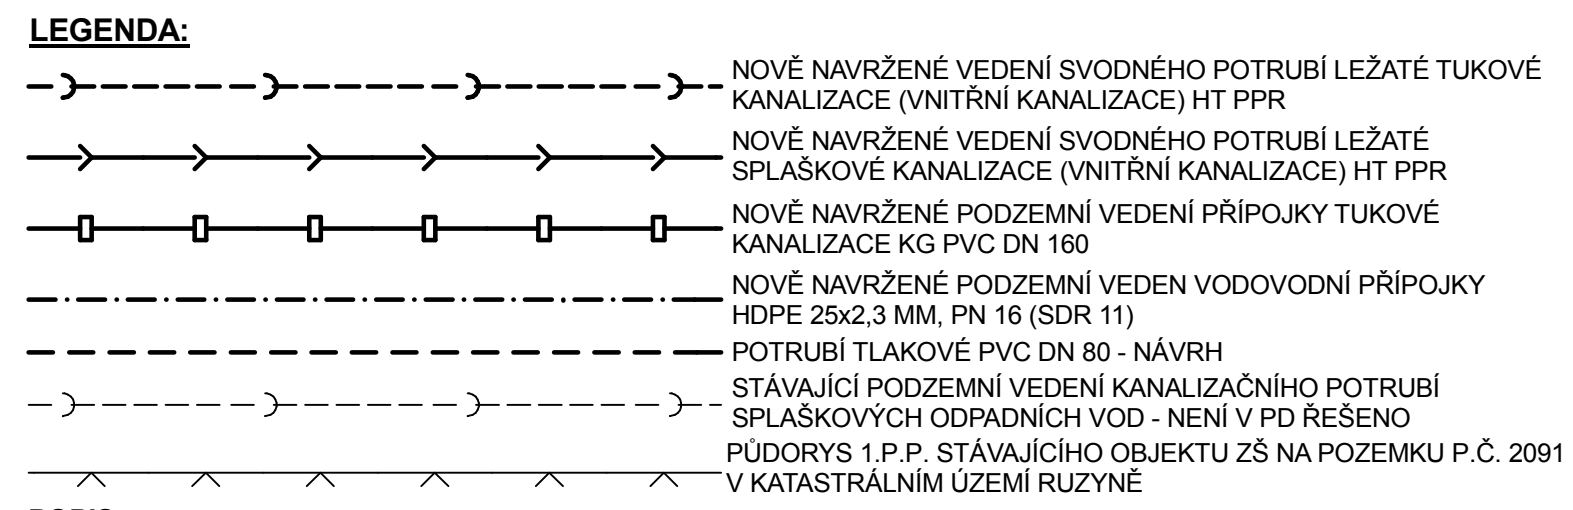 LEGENDA:
NOVĚ NAVRŽENÉ VEDENÍ SVODNÉHO POTRUBÍ LEŽATÉ TUKOVÉ
KANALIZACE (VNITŘNÍ KANALIZACE) HT PPR
NOVĚ NAVRŽENÉ VEDENÍ SVODNÉHO POTRUBÍ LEŽATÉ
SPLAŠKOVÉ KANALIZACE (VNITŘNÍ KANALIZACE) HT PPR
NOVĚ NAVRŽENÉ PODZEMNÍ VEDENÍ PŘÍPOJKY TUKOVÉ
KANALIZACE KG PVC DN 160
NOVĚ NAVRŽENÉ PODZEMNÍ VEDEN VODOVODNÍ PŘÍPOJKY
HDPE 25x2,3 MM, PN 16 (SDR 11)
POTRUBÍ TLAKOVÉ PVC DN 80 - NÁVRH
STÁVAJÍCÍ PODZEMNÍ VEDENÍ KANALIZAČNÍHO POTRUBÍ
SPLAŠKOVÝCH ODPADNÍCH VOD - NENÍ V PD ŘEŠENO
PŮDORYS 1.P.P. STÁVAJÍCÍHO OBJEKTU ZŠ NA POZEMKU P.Č. 2091
V KATASTRÁLNÍM ÚZEMÍ RUZYNĚ